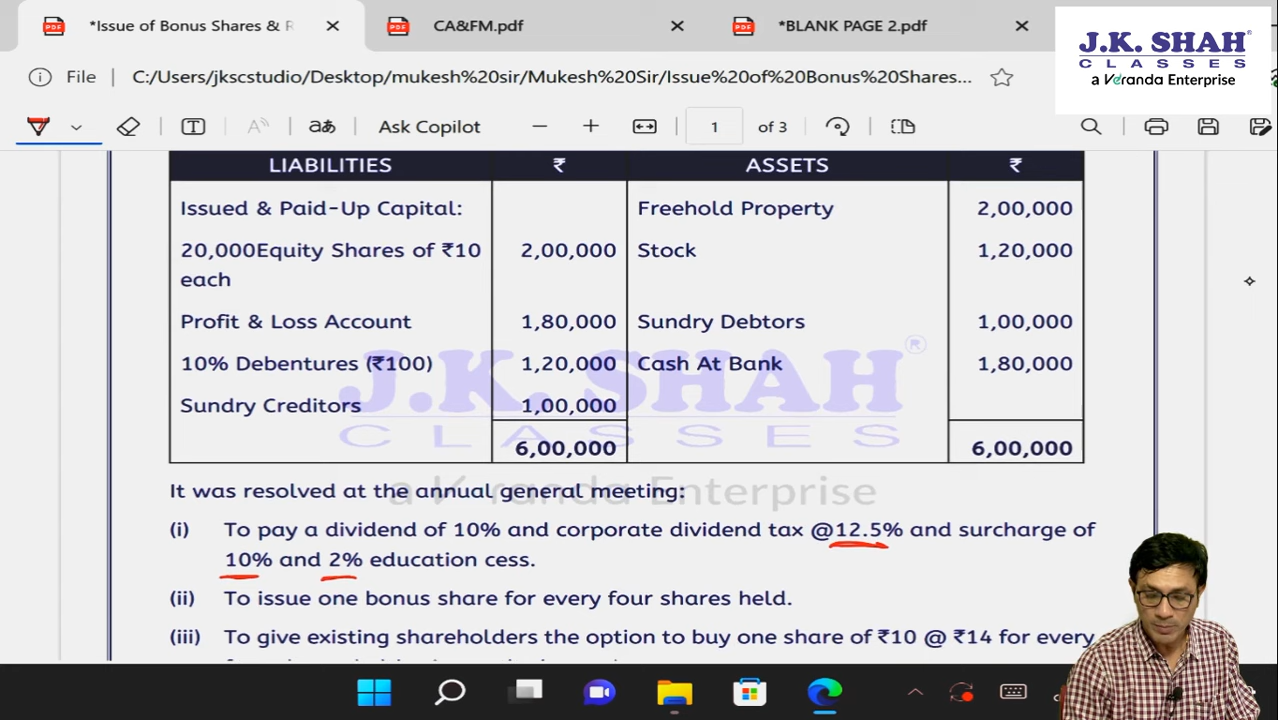 *Issue of Bonus Shares & R
CA&FM.pdf
*BLANK PAGE 2.pdf
J.K. SHAH®
CLASSES
a Veranda Enterprise
File
C:/Users/jkscstudio/Desktop/mukesh%20sir/Mukesh%20Sir/Issue%20of%20Bonus%20Shares...
Ask Copilot
1 of 3
LIABILITIES ₹ ASSETS ₹
Issued & Paid-Up Capital: Freehold Property 2,00,000
20,000Equity Shares of ₹10 2,00,000 Stock 1,20,000
each
Profit & Loss Account 1,80,000 Sundry Debtors 1,00,000
10% Debentures (₹100) 1,20,000 Cash At Bank 1,80,000
Sundry Creditors 1,00,000
6,00,000 6,00,000
J.K. SHAH®
CLASSES
a Veranda Enterprise
It was resolved at the annual general meeting:
(i) To pay a dividend of 10% and corporate dividend tax @12.5% and surcharge of
10% and 2% education cess.
(ii) To issue one bonus share for every four shares held.
(iii) To give existing shareholders the option to buy one share of ₹10 @ ₹14 for every